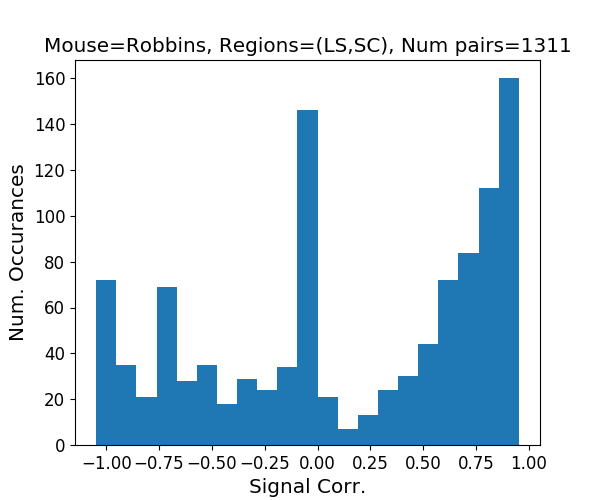 Mouse=Robbins, Regions=(LS,SC), Num pairs=1311
160
140
120
100
80
60
40
20
0
Num. Occurances
−1.00 −0.75 −0.50 −0.25 0.00 0.25 0.50 0.75 1.00
Signal Corr.